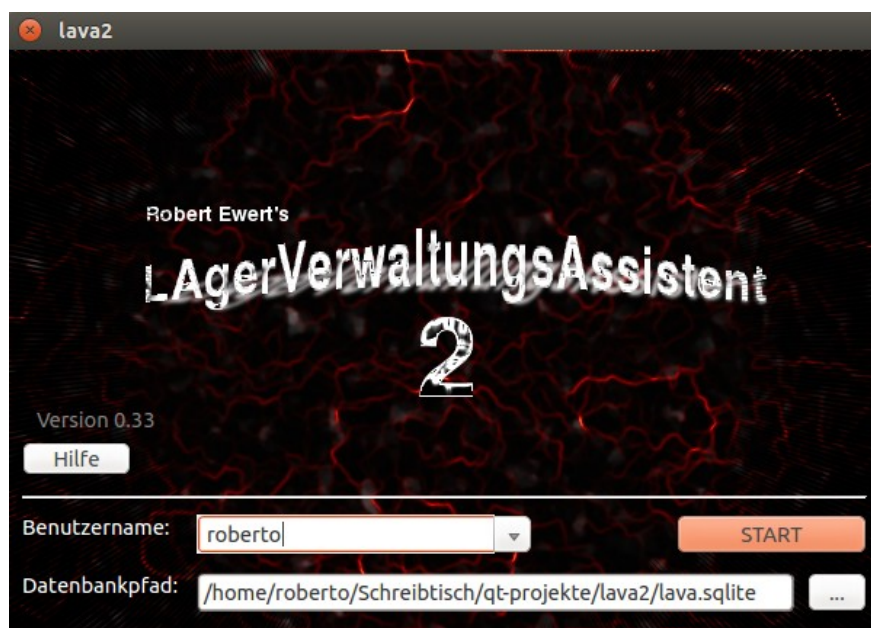 lava2
Robert Ewert's
LAgerVerwaltungsAssistent
2
Version 0.33
Hilfe
Benutzername:
roberto
START
Datenbankpfad:
/home/roberto/Schreibtisch/qt-projekte/lava2/lava.sqlite
...